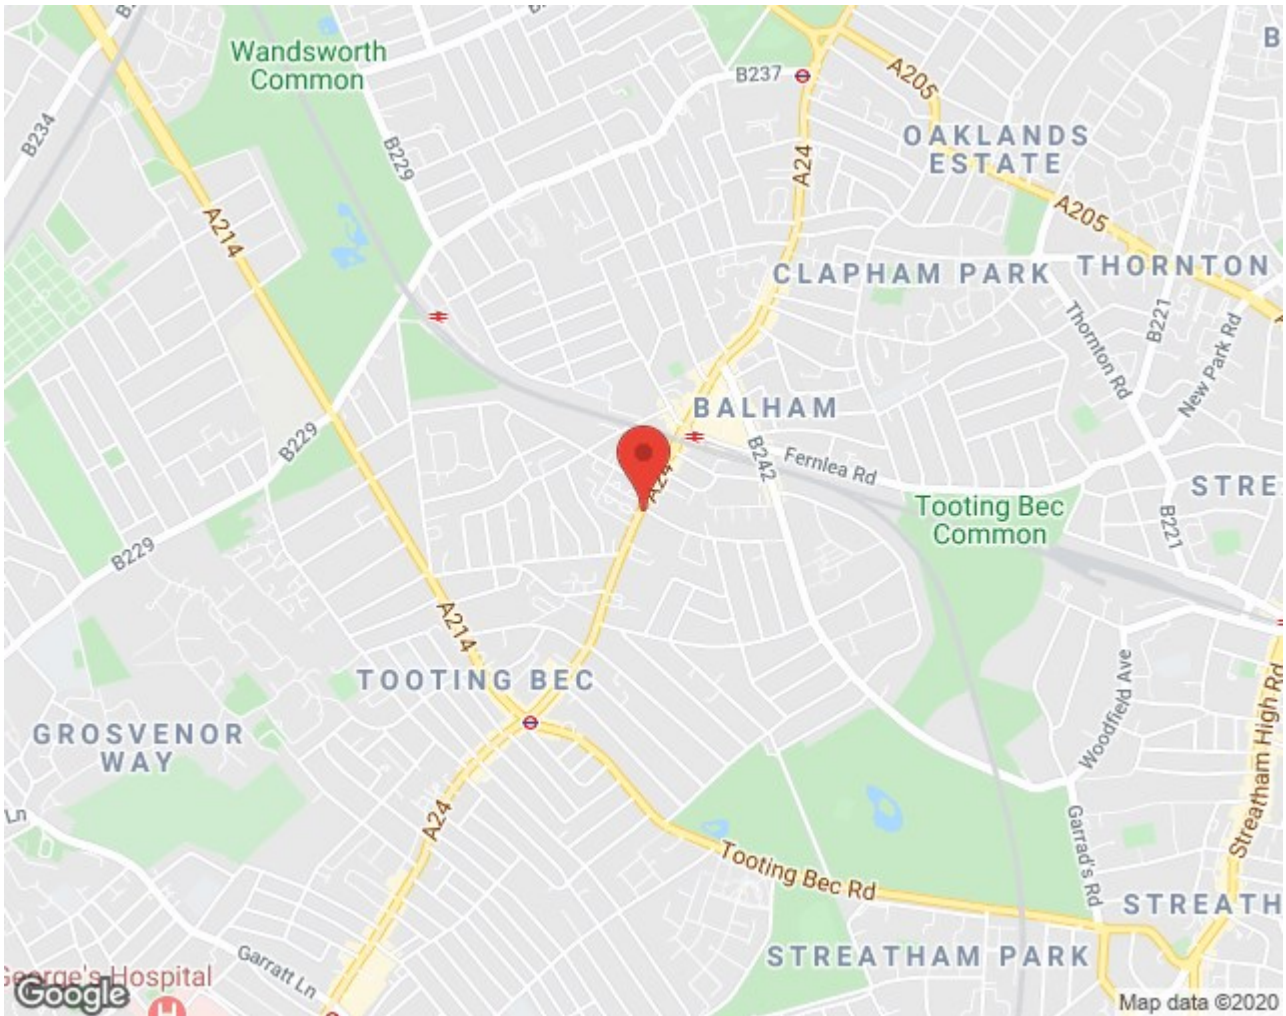 Wandsworth
Common
B237
A205
B
B234
B229
OAKLANDS
ESTATE
A24
A205
A214
CLAPHAM PARK
THORNTON
B221
Thornton Rd
New Park Rd
BALHAM
B229
B242
Fernlea Rd
A24
STRE
Tooting Bec
Common
B221
B229
A214
TOOTING BEC
Woodfield Ave
GROSVENOR
WAY
Streatham High Rd
Ln
A24
Garrad's Rd
Tooting Bec Rd
STREATH
STREATHAM PARK
Garratt Ln
George's Hospital
H
Google
Map data ©2020